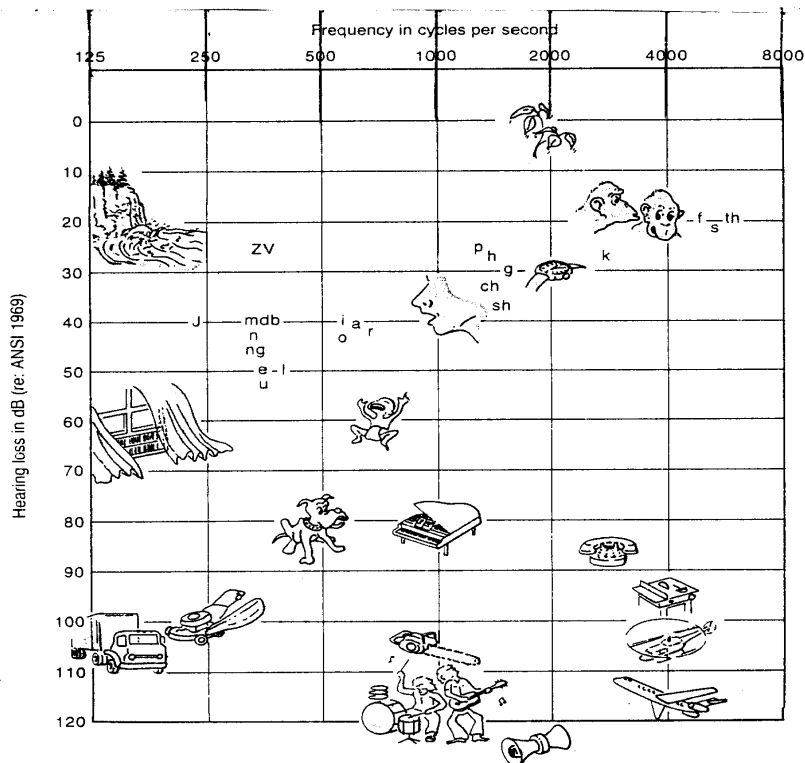 Frequency in cycles per second
125 250 500 1000 2000 4000 8000
Hearing loss in dB (re: ANSI 1969)
0
10
20 f s th
ZV p h k
30 g
ch
sh
40 J mdb i a r
n o
ng
50 e l
u
60
70
80
90
100
110
120